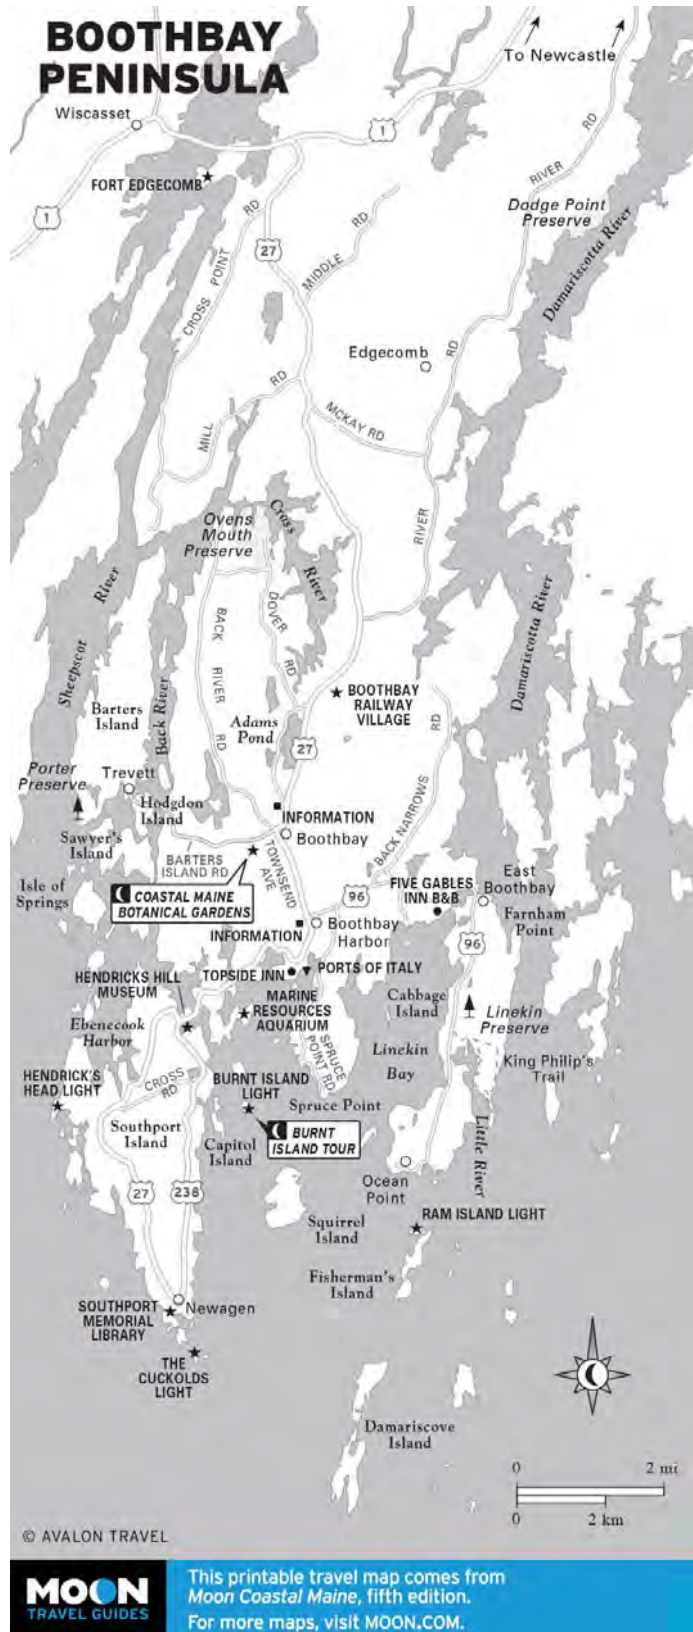 BOOTHBAY
PENINSULA
To Newcastle
Wiscasset
1
FORT EDGECOMB
RD
RIVER
RD
Dodge Point
Preserve
1
27
CROSS POINT
MIDDLE
RD
Damariscotta River
Edgecomb
RD
RD
MILL
MCKAY RD
Ovens
Mouth
Preserve
Cross
River
RIVER
River
Sheepscot
BACK
RIVER
RD
DOVER
RD
Damariscotta River
Barters
Island
Back River
Adams
Pond
BOOTHBAY
RAILWAY
VILLAGE
RD
27
Porter
Preserve
Trevett
Hodgdon
Island
INFORMATION
Boothbay
BACK NARROWS
Sawyer's
Island
BARTERS
ISLAND RD
TOWNSEND
AVE
Isle of
Springs
COASTAL MAINE
BOTANICAL GARDENS
96
FIVE GABLES
INN B&B
East
Boothbay
Farnham
Point
INFORMATION
Boothbay
Harbor
96
HENDRICKS HILL
MUSEUM
TOPSIDE INN
PORTS OF ITALY
MARINE
RESOURCES
AQUARIUM
Cabbage
Island
Linekin
Preserve
Ebenecook
Harbor
SPRUCE
POINT RD
Linekin
Bay
King Philip's
Trail
HENDRICK'S
HEAD LIGHT
CROSS
RD
BURNT ISLAND
LIGHT
Spruce Point
Southport
Island
Capitol
Island
BURNT
ISLAND TOUR
Little River
27
238
Ocean
Point
Squirrel
Island
RAM ISLAND LIGHT
Fisherman's
Island
SOUTHPORT
MEMORIAL
LIBRARY
Newagen
THE
CUCKOLDS
LIGHT
Damariscove
Island
0
2 mi
0
2 km
© AVALON TRAVEL
MOON
TRAVEL GUIDES
This printable travel map comes from
Moon Coastal Maine, fifth edition.
For more maps, visit MOON.COM.